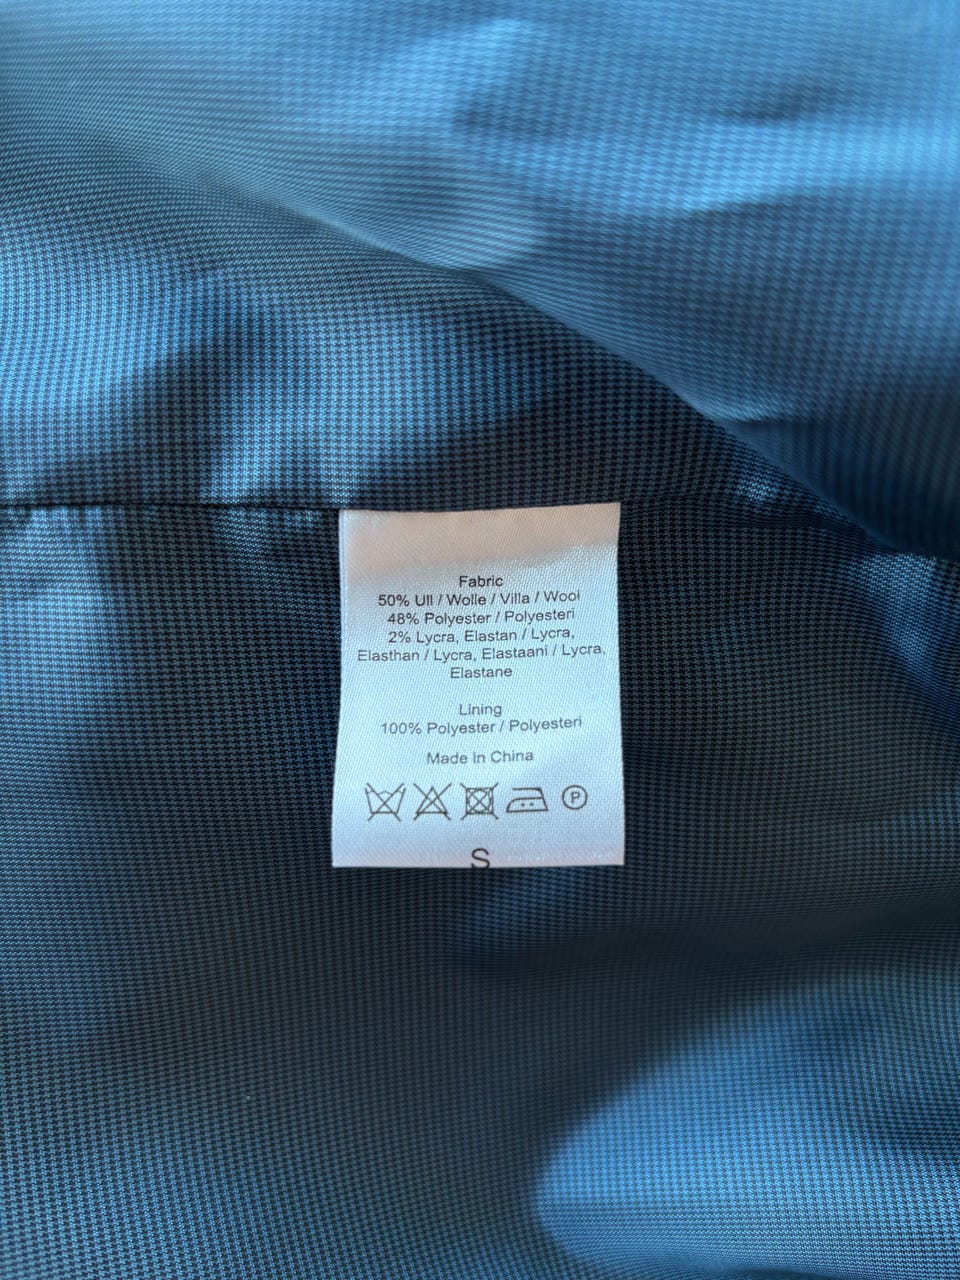 Fabric
50% Ull / Wolle / Villa / Wool
48% Polyester / Polyesteri
2% Lycra, Elastan / Lycra,
Elasthan / Lycra, Elastaani / Lycra,
Elastane
Lining
100% Polyester / Polyesteri
Made in China
P
S